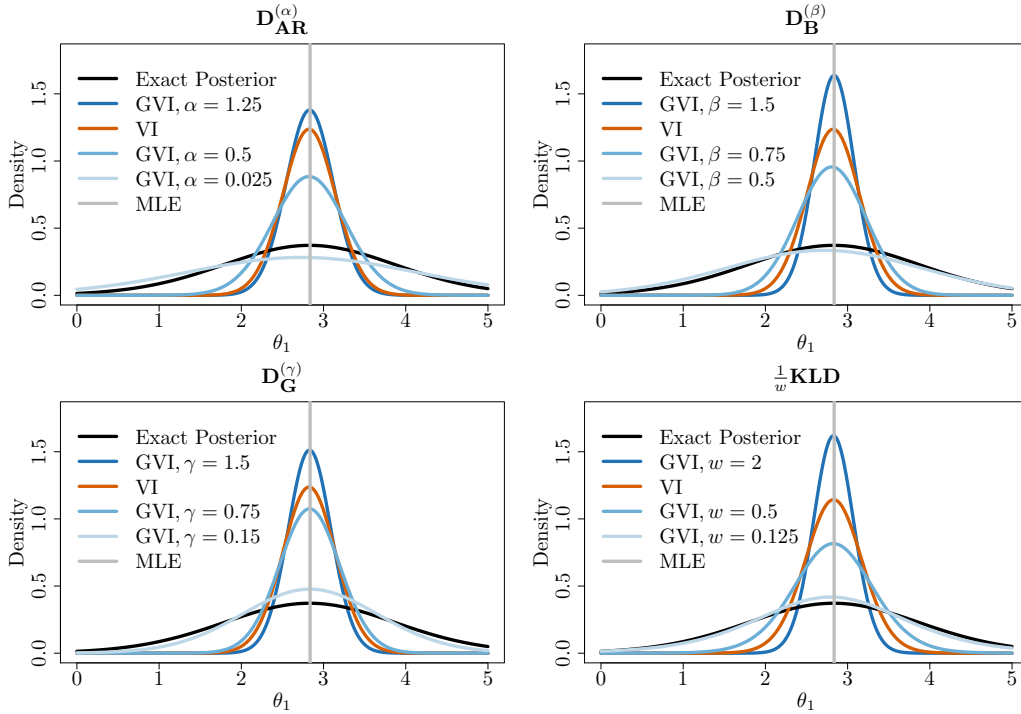 D_AR^(α)
Density
0.0 0.5 1.0 1.5
Exact Posterior
GVI, α = 1.25
VI
GVI, α = 0.5
GVI, α = 0.025
MLE
0 1 2 3 4 5
θ₁
D_B^(β)
Density
0.0 0.5 1.0 1.5
Exact Posterior
GVI, β = 1.5
VI
GVI, β = 0.75
GVI, β = 0.5
MLE
0 1 2 3 4 5
θ₁
D_G^(γ)
Density
0.0 0.5 1.0 1.5
Exact Posterior
GVI, γ = 1.5
VI
GVI, γ = 0.75
GVI, γ = 0.15
MLE
0 1 2 3 4 5
θ₁
1/w KLD
Density
0.0 0.5 1.0 1.5
Exact Posterior
GVI, w = 2
VI
GVI, w = 0.5
GVI, w = 0.125
MLE
0 1 2 3 4 5
θ₁